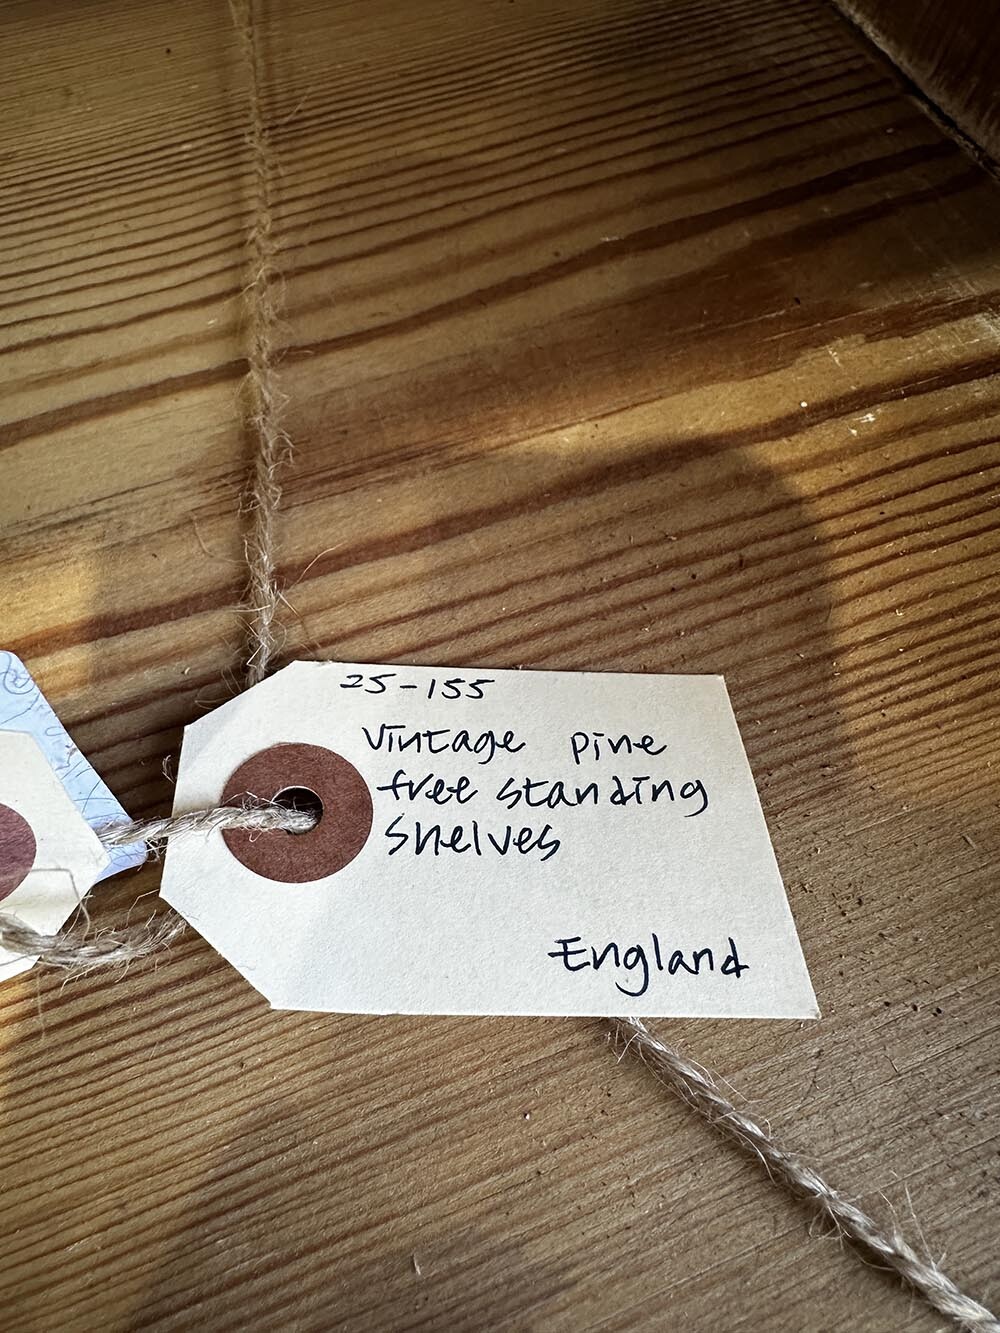 25-155
Vintage pine
free standing
shelves
England